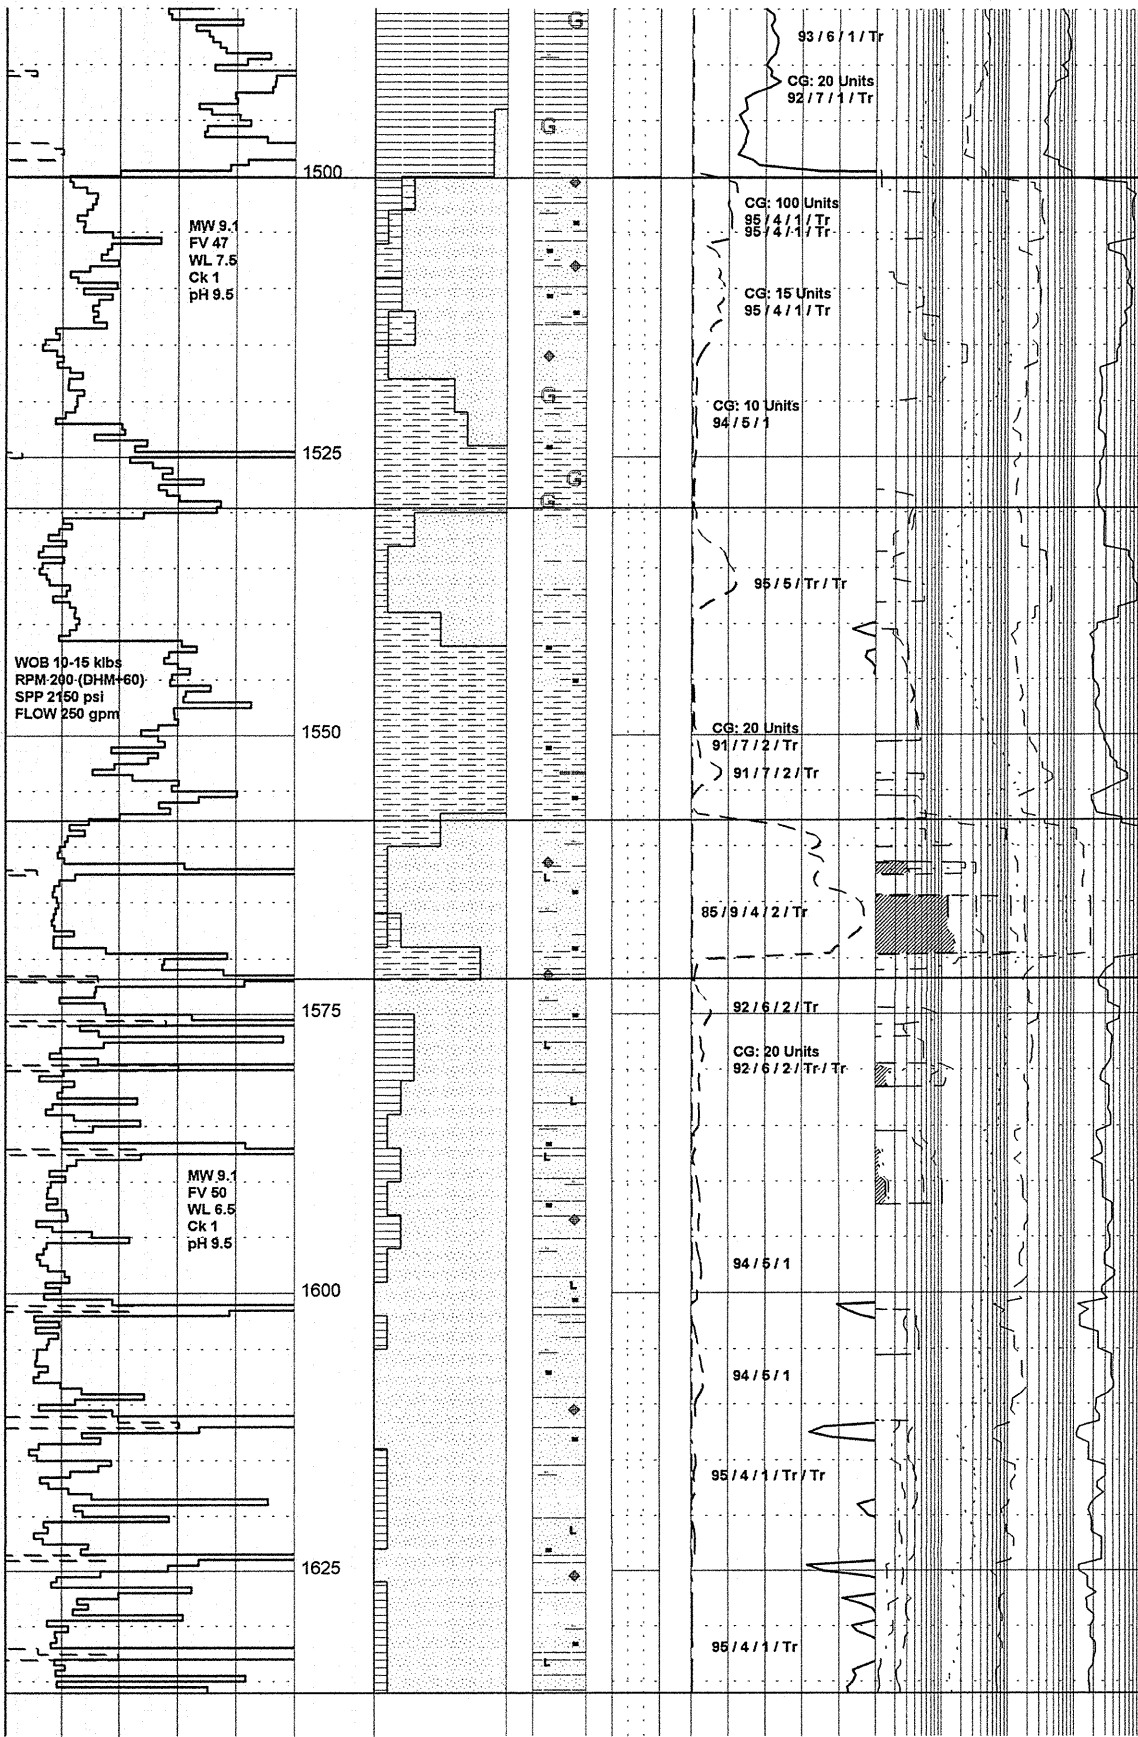 93 / 6 / 1 / Tr
CG: 20 Units
92 / 7 / 1 / Tr
1500
MW 9.1
FV 47
WL 7.5
Ck 1
pH 9.5
CG: 100 Units
95 / 4 / 1 / Tr
95 / 4 / 1 / Tr
CG: 15 Units
95 / 4 / 1 / Tr
CG: 10 Units
94 / 5 / 1
1525
95 / 5 / Tr / Tr
WOB 10-15 klbs
RPM 200 (DHM+60)
SPP 2150 psi
FLOW 250 gpm
1550
CG: 20 Units
91 / 7 / 2 / Tr
91 / 7 / 2 / Tr
85 / 9 / 4 / 2 / Tr
1575
92 / 6 / 2 / Tr
CG: 20 Units
92 / 6 / 2 / Tr / Tr
MW 9.1
FV 50
WL 6.5
Ck 1
pH 9.5
94 / 5 / 1
1600
94 / 5 / 1
95 / 4 / 1 / Tr / Tr
1625
95 / 4 / 1 / Tr
G
G
G
G
G
L
L
L
L
L
L
L